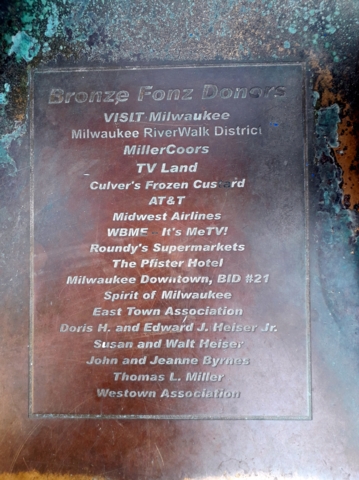 Bronze Fonz Donors
VISIT Milwaukee
Milwaukee RiverWalk District
MillerCoors
TV Land
Culver's Frozen Custard
AT&T
Midwest Airlines
WBME It's MeTV!
Roundy's Supermarkets
The Pfister Hotel
Milwaukee Downtown, BID #21
Spirit of Milwaukee
East Town Association
Doris H. and Edward J. Heiser Jr.
Susan and Walt Heiser
John and Jeanne Byrnes
Thomas L. Miller
Westown Association